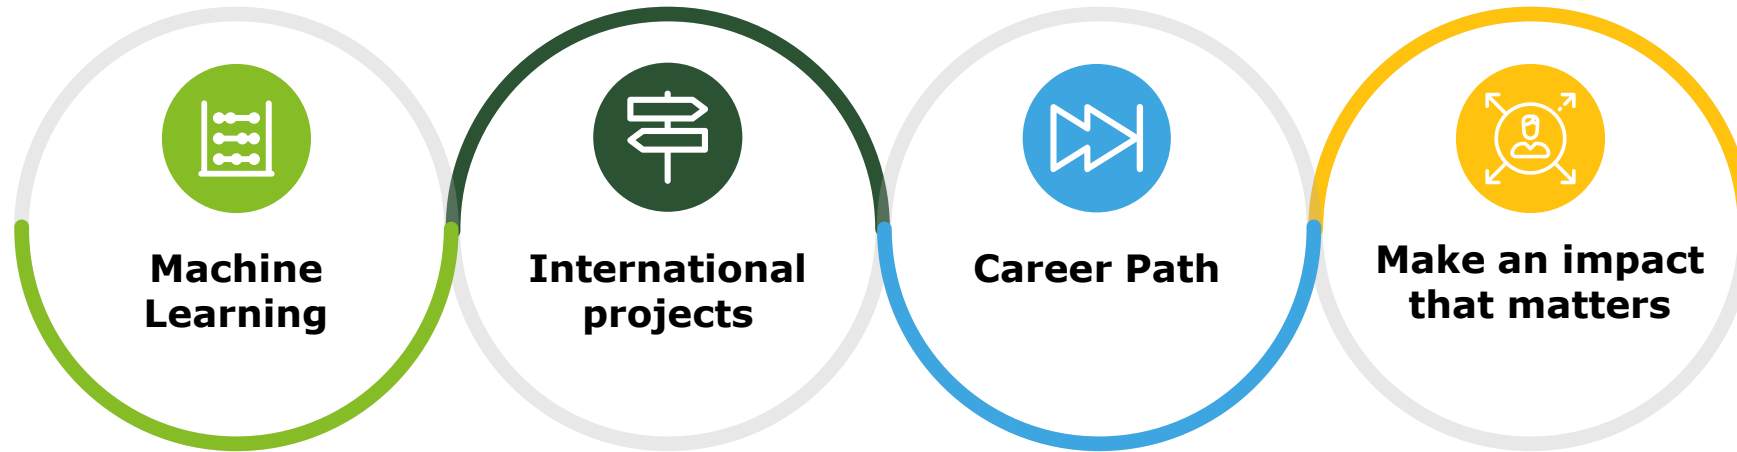 Machine
Learning
International
projects
Career Path
Make an impact
that matters